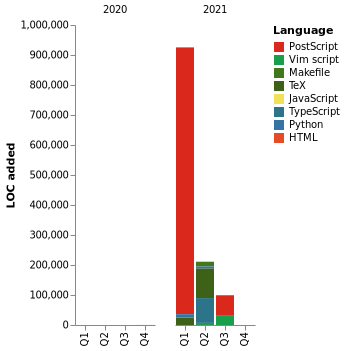 2020 2021
Language
PostScript
Vim script
Makefile
TeX
JavaScript
TypeScript
Python
HTML
LOC added
1,000,000
900,000
800,000
700,000
600,000
500,000
400,000
300,000
200,000
100,000
0
Q1 Q2 Q3 Q4 Q1 Q2 Q3 Q4